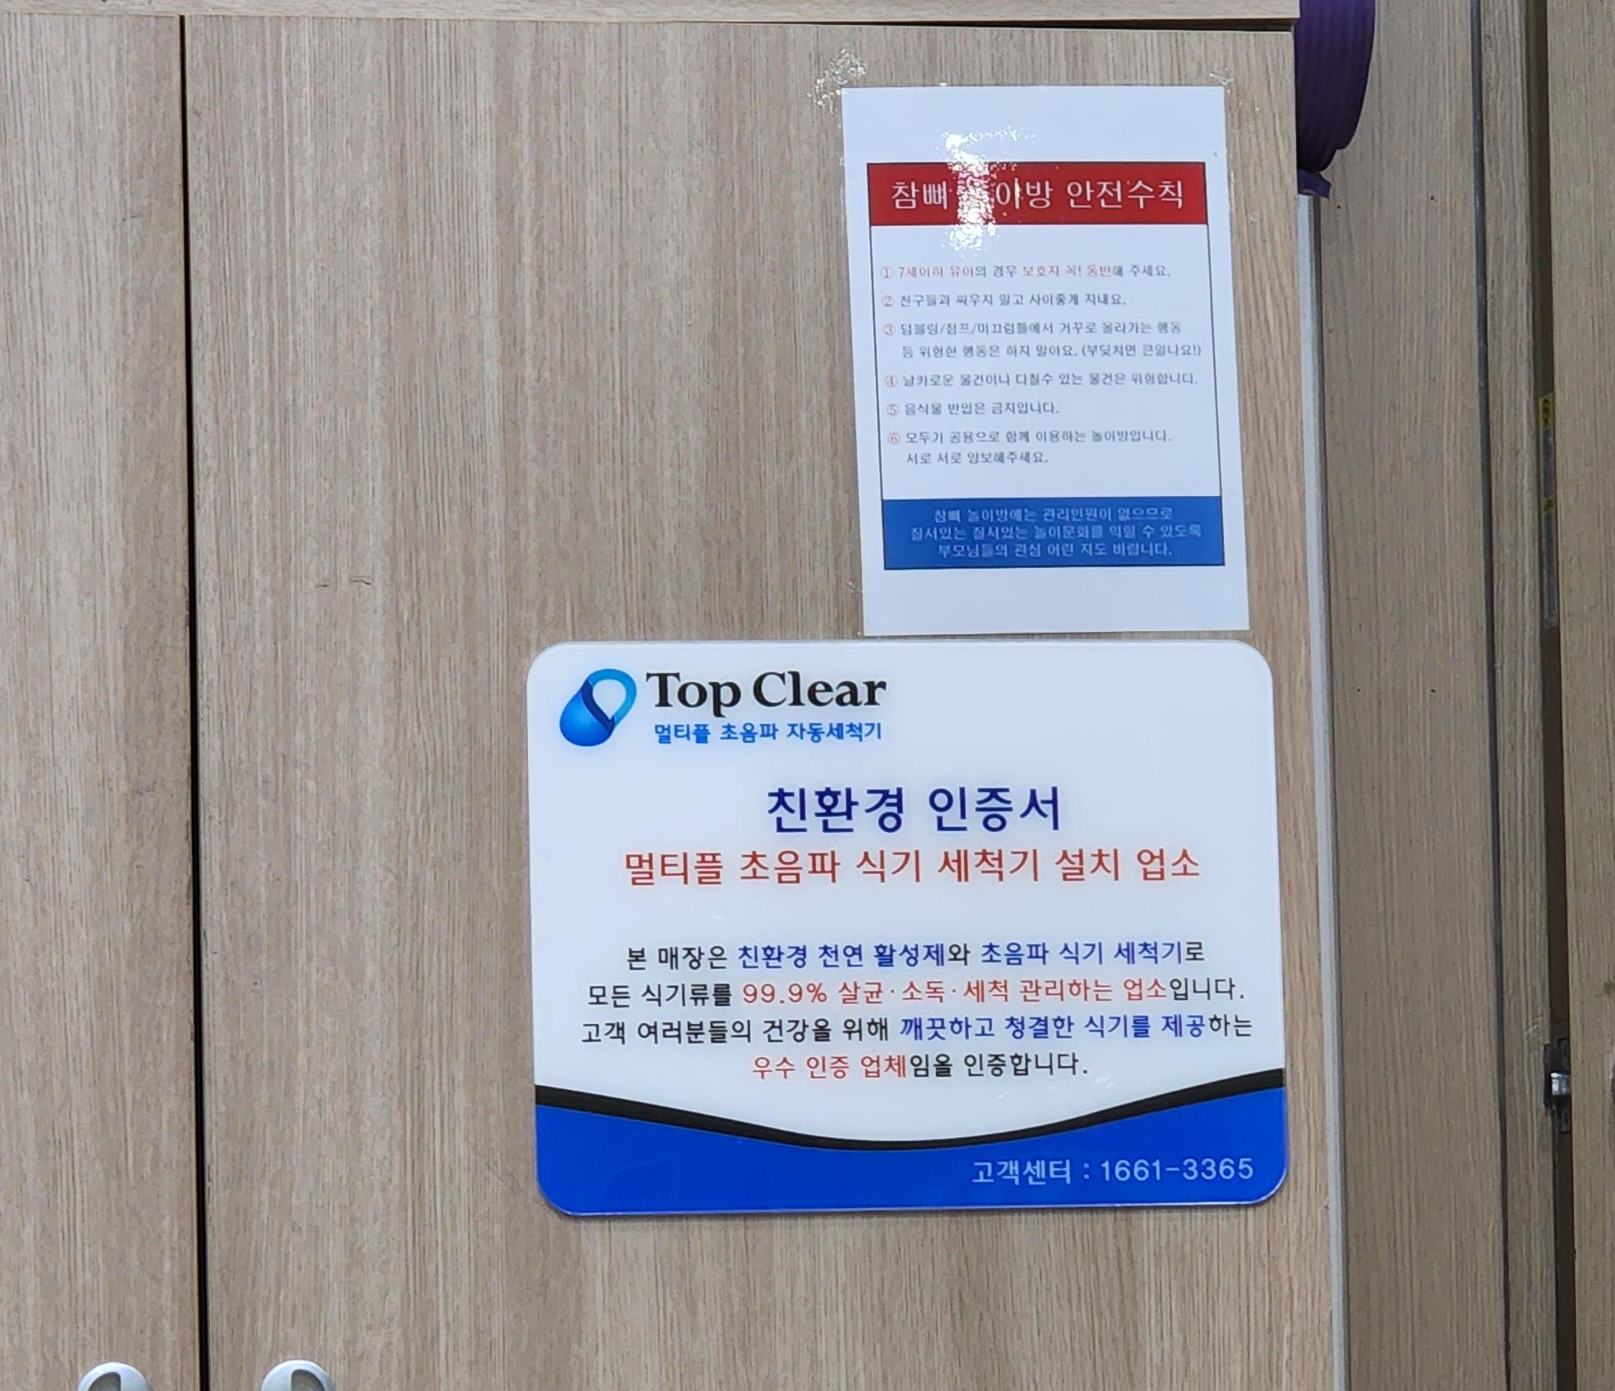 참뼈 놀이방 안전수칙
① 7세이하 유아의 경우 보호자 꼭! 동반해 주세요.
② 친구들과 싸우지 말고 사이좋게 지내요.
③ 덤블링/점프/미끄럼틀에서 거꾸로 올라가는 행동
등 위험한 행동은 하지 말아요. (부딪치면 큰일나요!)
④ 날카로운 물건이나 다칠수 있는 물건은 위험합니다.
⑤ 음식물 반입은 금지입니다.
⑥ 모두가 공용으로 함께 이용하는 놀이방입니다.
서로 서로 양보해주세요.
참뼈 놀이방에는 관리인원이 없으므로
질서있는 질서있는 놀이문화를 익힐 수 있도록
부모님들의 관심 어린 지도 바랍니다.
Top Clear
멀티플 초음파 자동세척기
친환경 인증서
멀티플 초음파 식기 세척기 설치 업소
본 매장은 친환경 천연 활성제와 초음파 식기 세척기로
모든 식기류를 99.9% 살균·소독·세척 관리하는 업소입니다.
고객 여러분들의 건강을 위해 깨끗하고 청결한 식기를 제공하는
우수 인증 업체임을 인증합니다.
고객센터 : 1661-3365